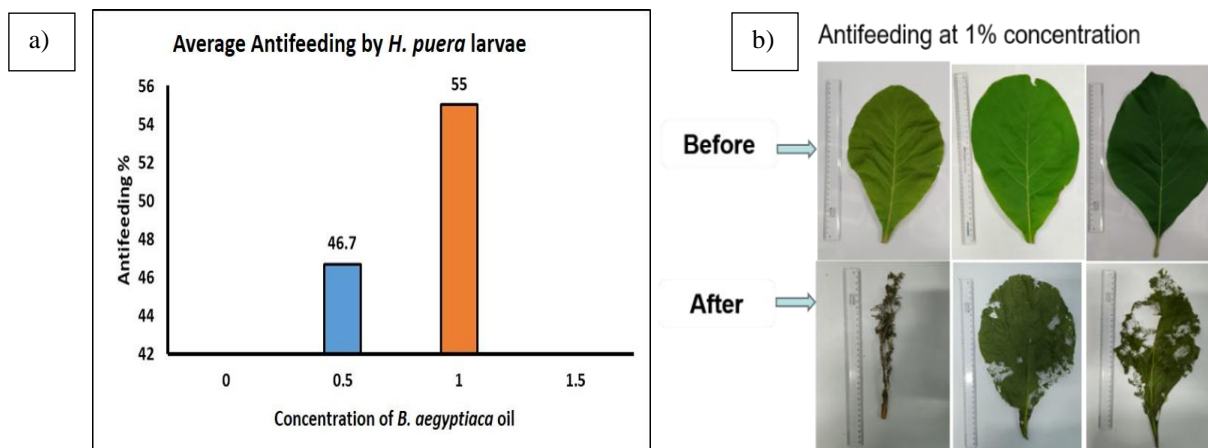 a)
Average Antifeeding by H. puera larvae
Antifeeding %
56
54
52
50
48
46
44
42
46.7
55
0 0.5 1 1.5
Concentration of B. aegyptiaca oil
b)
Antifeeding at 1% concentration
Before
After